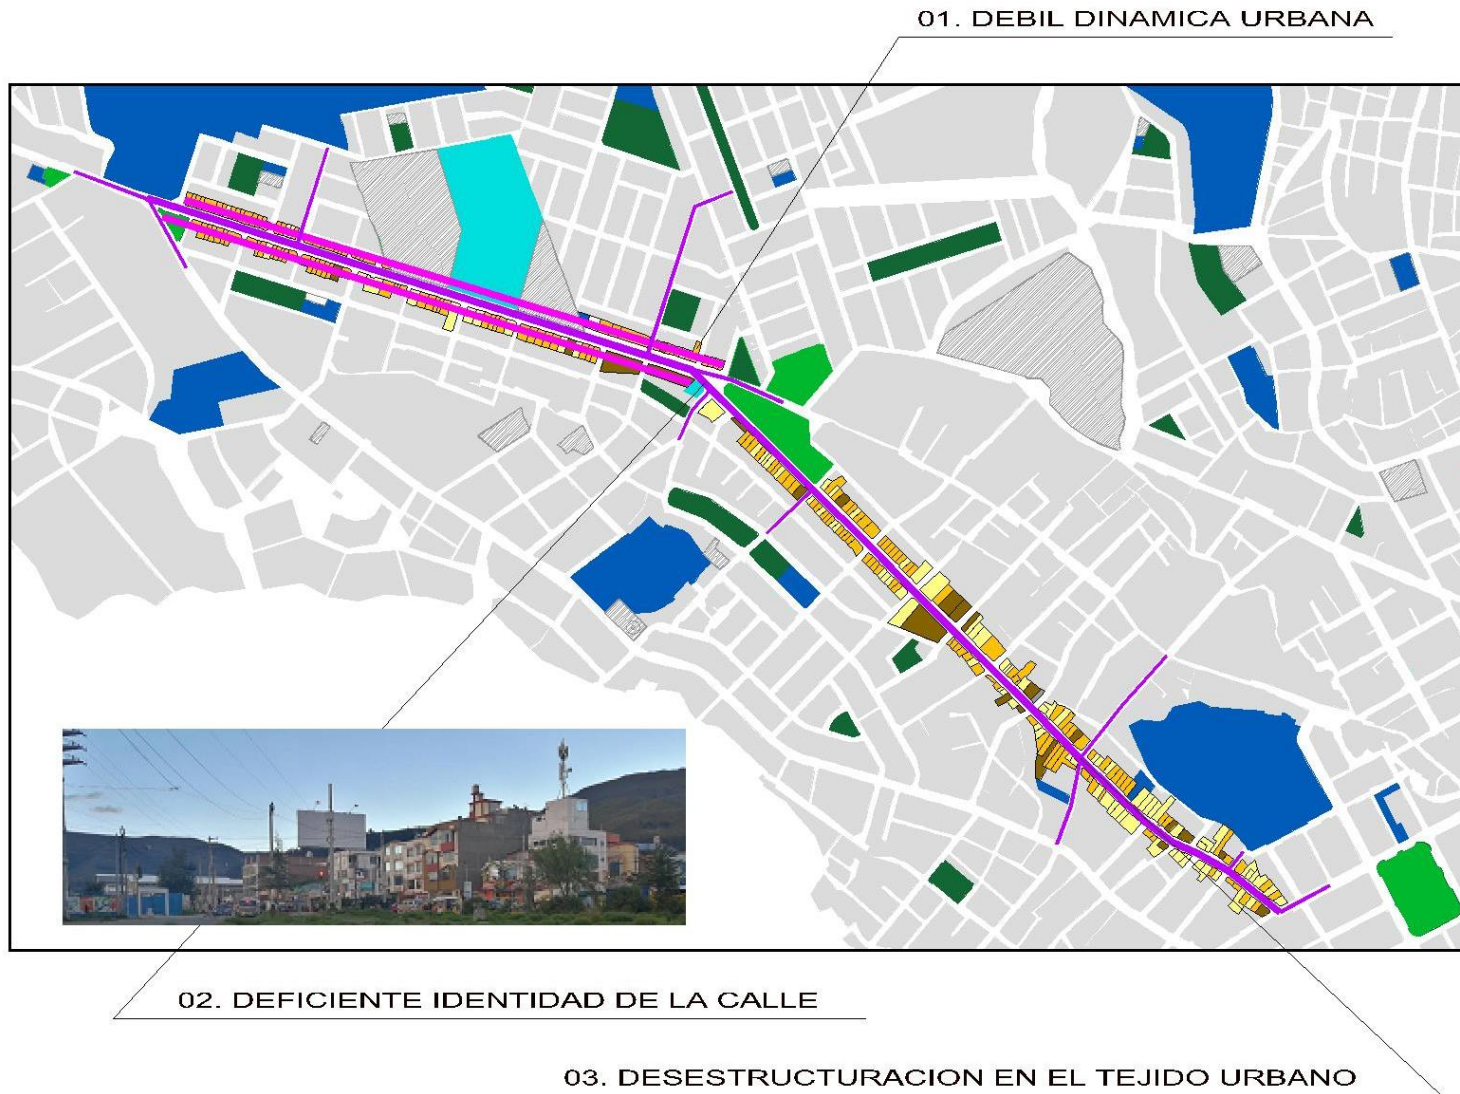 01. DEBIL DINAMICA URBANA
02. DEFICIENTE IDENTIDAD DE LA CALLE
03. DESESTRUCTURACION EN EL TEJIDO URBANO